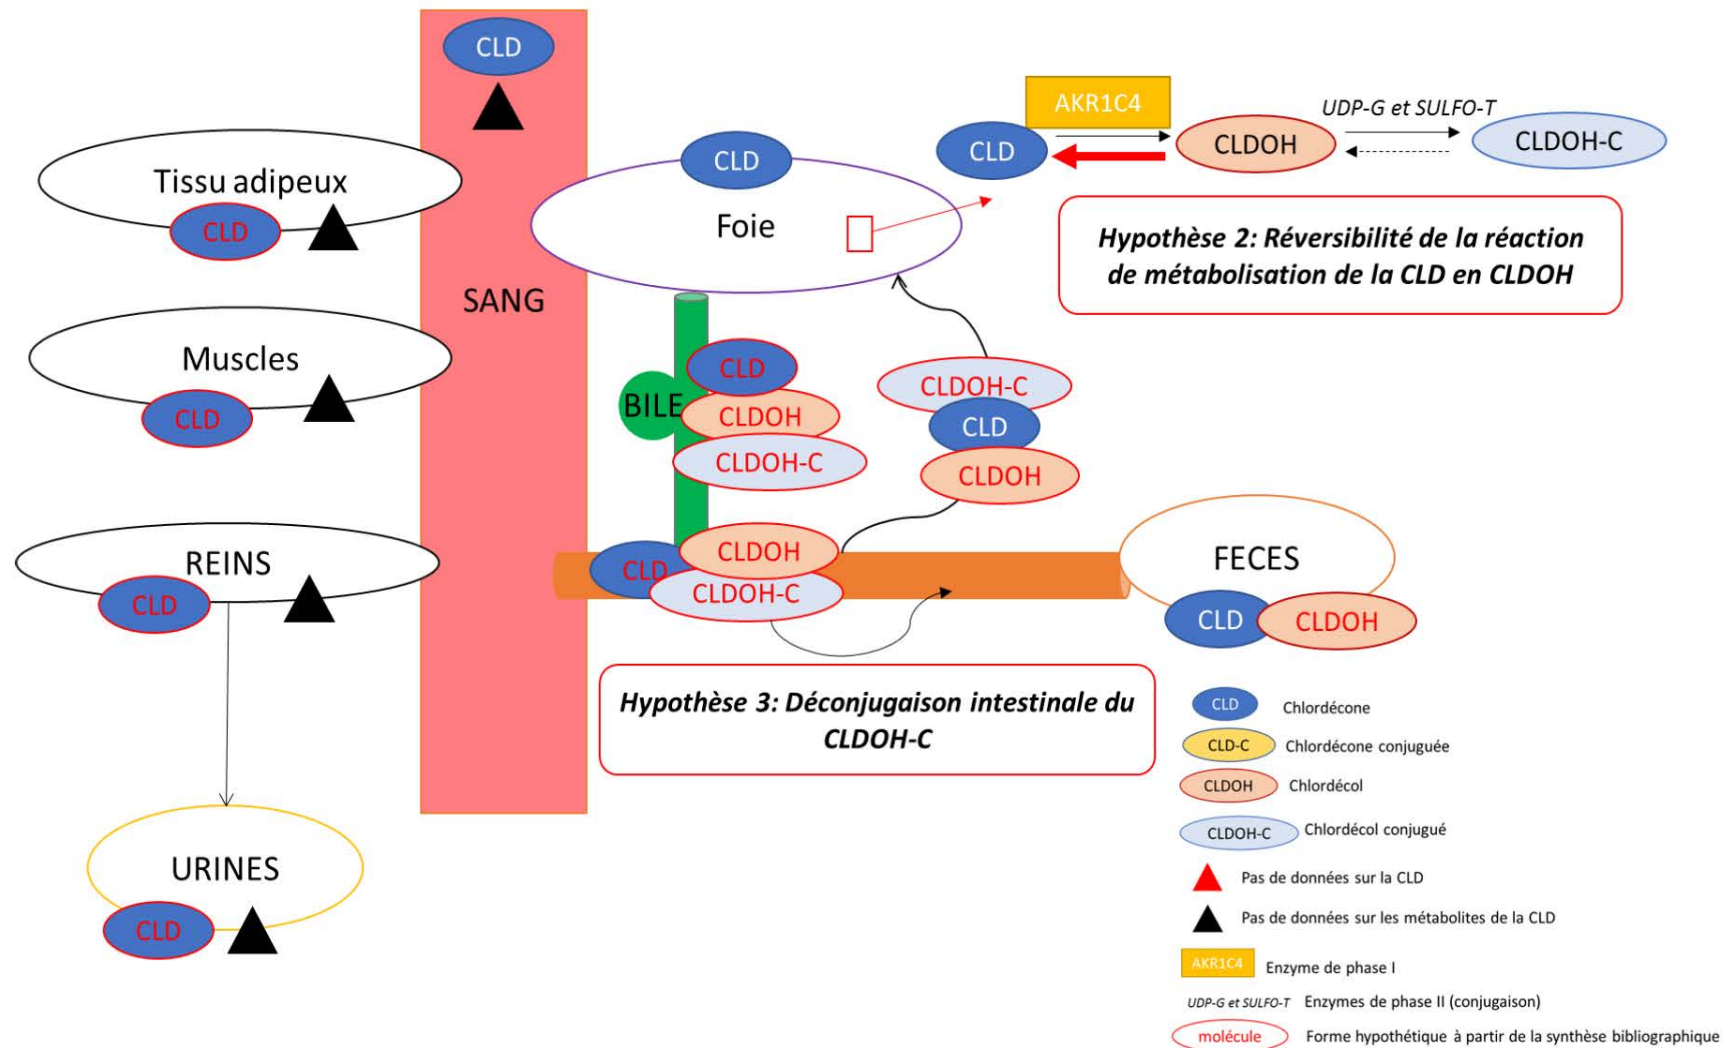 CLD
Tissu adipeux
CLD
Muscles
CLD
REINS
CLD
URINES
CLD
SANG
CLD
Foie
BILE
CLD
CLDOH
CLDOH-C
CLDOH-C
CLD
CLDOH
CLD
CLDOH
CLDOH-C
AKR1C4
CLD
CLDOH
UDP-G et SULFO-T
CLDOH-C
Hypothèse 2: Réversibilité de la réaction
de métabolisation de la CLD en CLDOH
Hypothèse 3: Déconjugaison intestinale du
CLDOH-C
FECES
CLD
CLDOH
CLD Chlordécone
CLD-C Chlordécone conjuguée
CLDOH Chlordécol
CLDOH-C Chlordécol conjugué
Pas de données sur la CLD
Pas de données sur les métabolites de la CLD
AKR1C4 Enzyme de phase I
UDP-G et SULFO-T Enzymes de phase II (conjugaison)
molécule Forme hypothétique à partir de la synthèse bibliographique